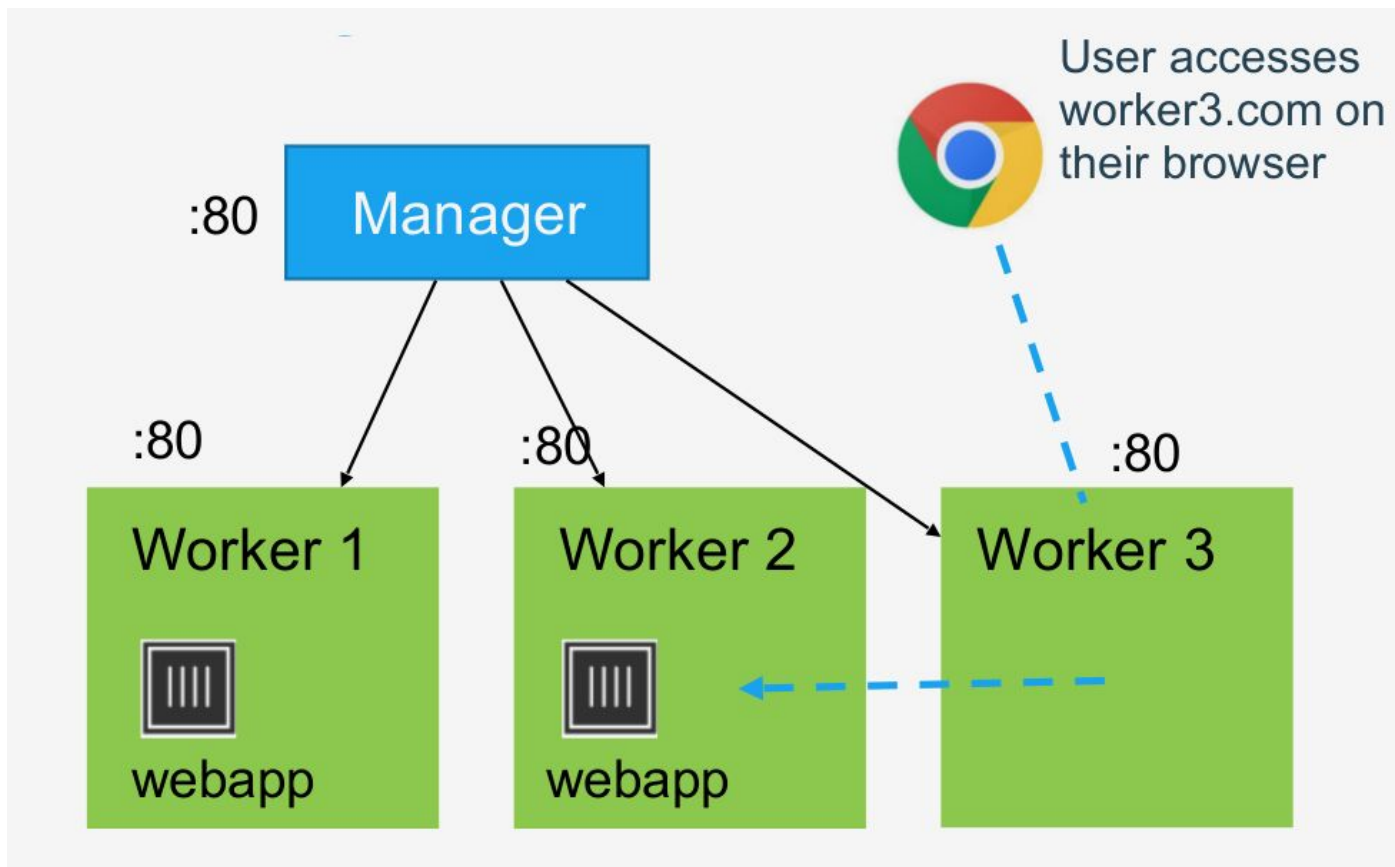 User accesses
worker3.com on
their browser
:80
Manager
:80
:80
:80
Worker 1
Worker 2
Worker 3
webapp
webapp